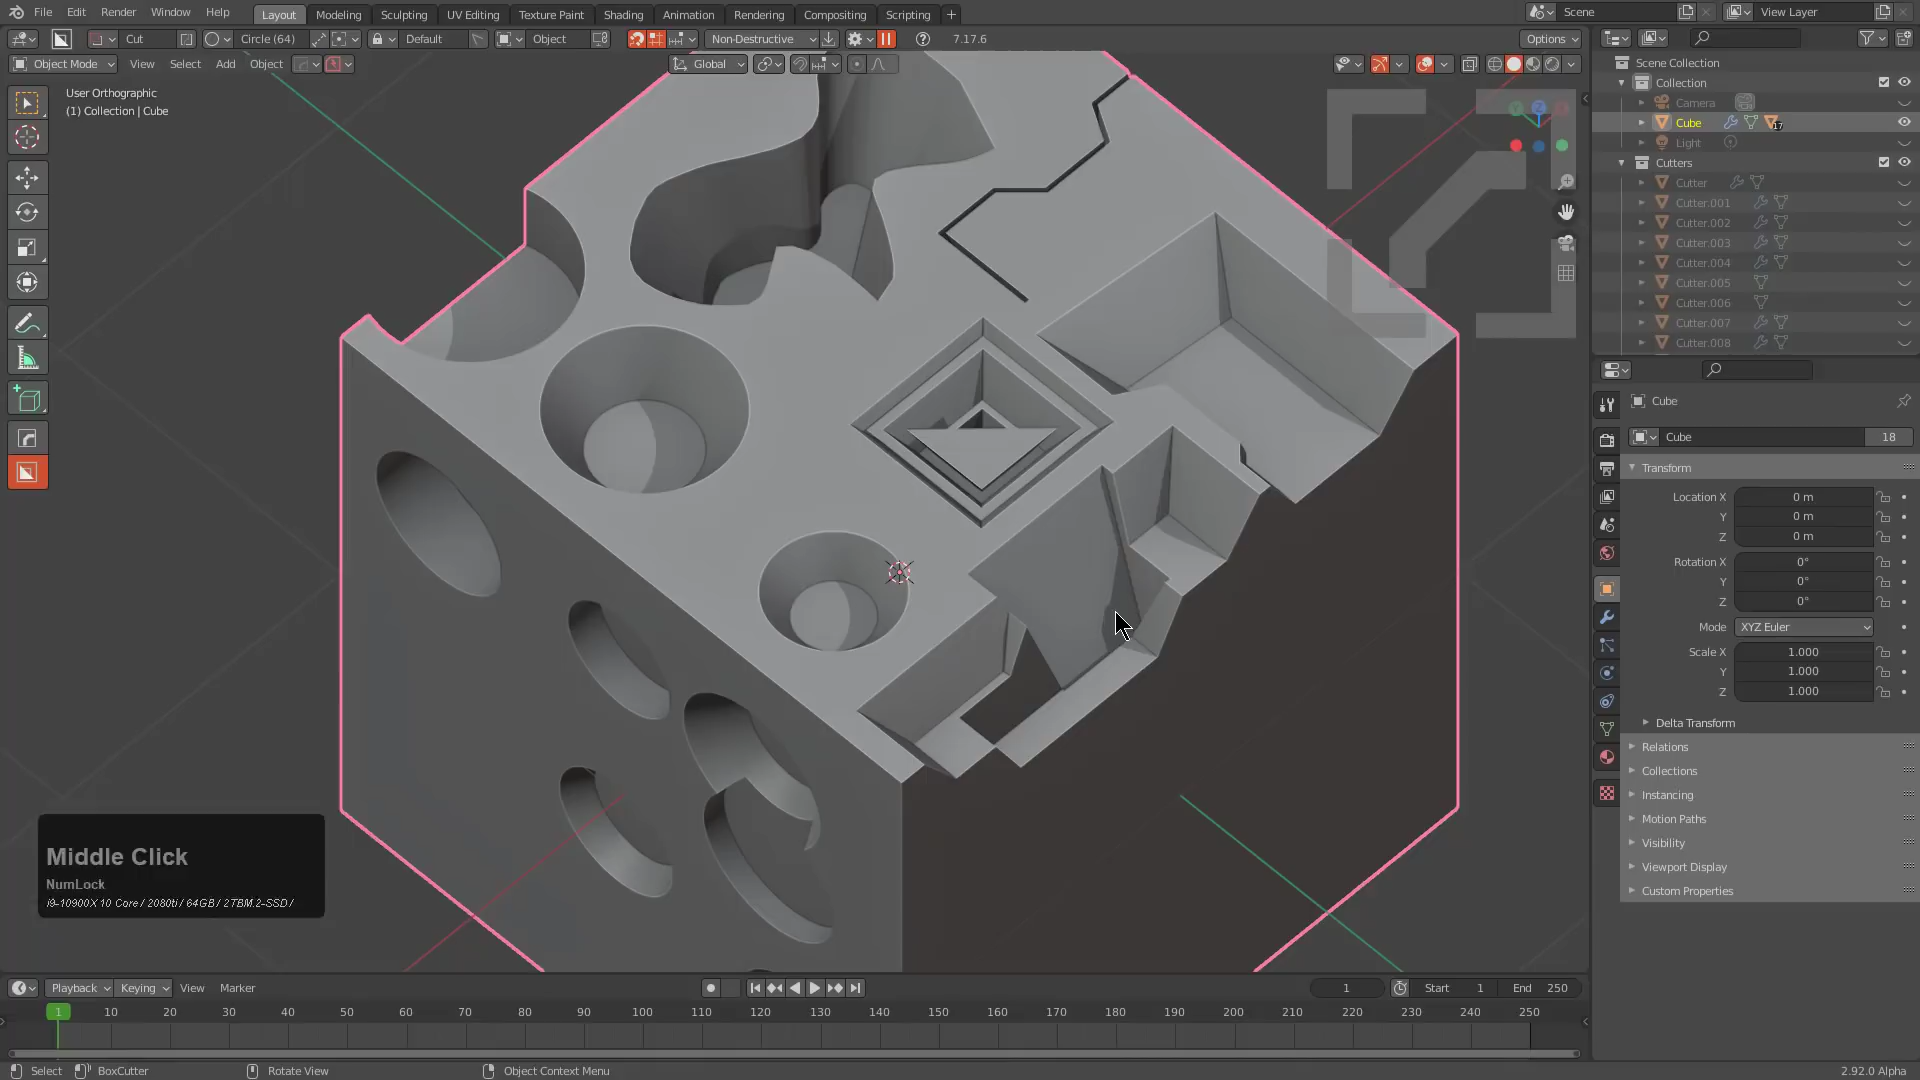 File Edit Render Window Help Layout Modeling Sculpting UV Editing Texture Paint Shading Animation Rendering Compositing Scripting + Scene View Layer
Cut Circle (64) Default Object Non-Destructive 7.17.6 Options
Object Mode View Select Add Object Global
User Orthographic
(1) Collection | Cube
Scene Collection
Collection
Camera
Cube 17
Light
Cutters
Cutter
Cutter.001
Cutter.002
Cutter.003
Cutter.004
Cutter.005
Cutter.006
Cutter.007
Cutter.008
Cube
Cube 18
Transform
Location X 0 m
Y 0 m
Z 0 m
Rotation X 0°
Y 0°
Z 0°
Mode XYZ Euler
Scale X 1.000
Y 1.000
Z 1.000
Delta Transform
Relations
Collections
Instancing
Motion Paths
Visibility
Viewport Display
Custom Properties
Middle Click
NumLock
i9-10900X 10 Core / 2080ti / 64GB / 2TBM.2-SSD /
Playback Keying View Marker 1 Start 1 End 250
1 10 20 30 40 50 60 70 80 90 100 110 120 130 140 150 160 170 180 190 200 210 220 230 240 250
Select BoxCutter Rotate View Object Context Menu 2.92.0 Alpha